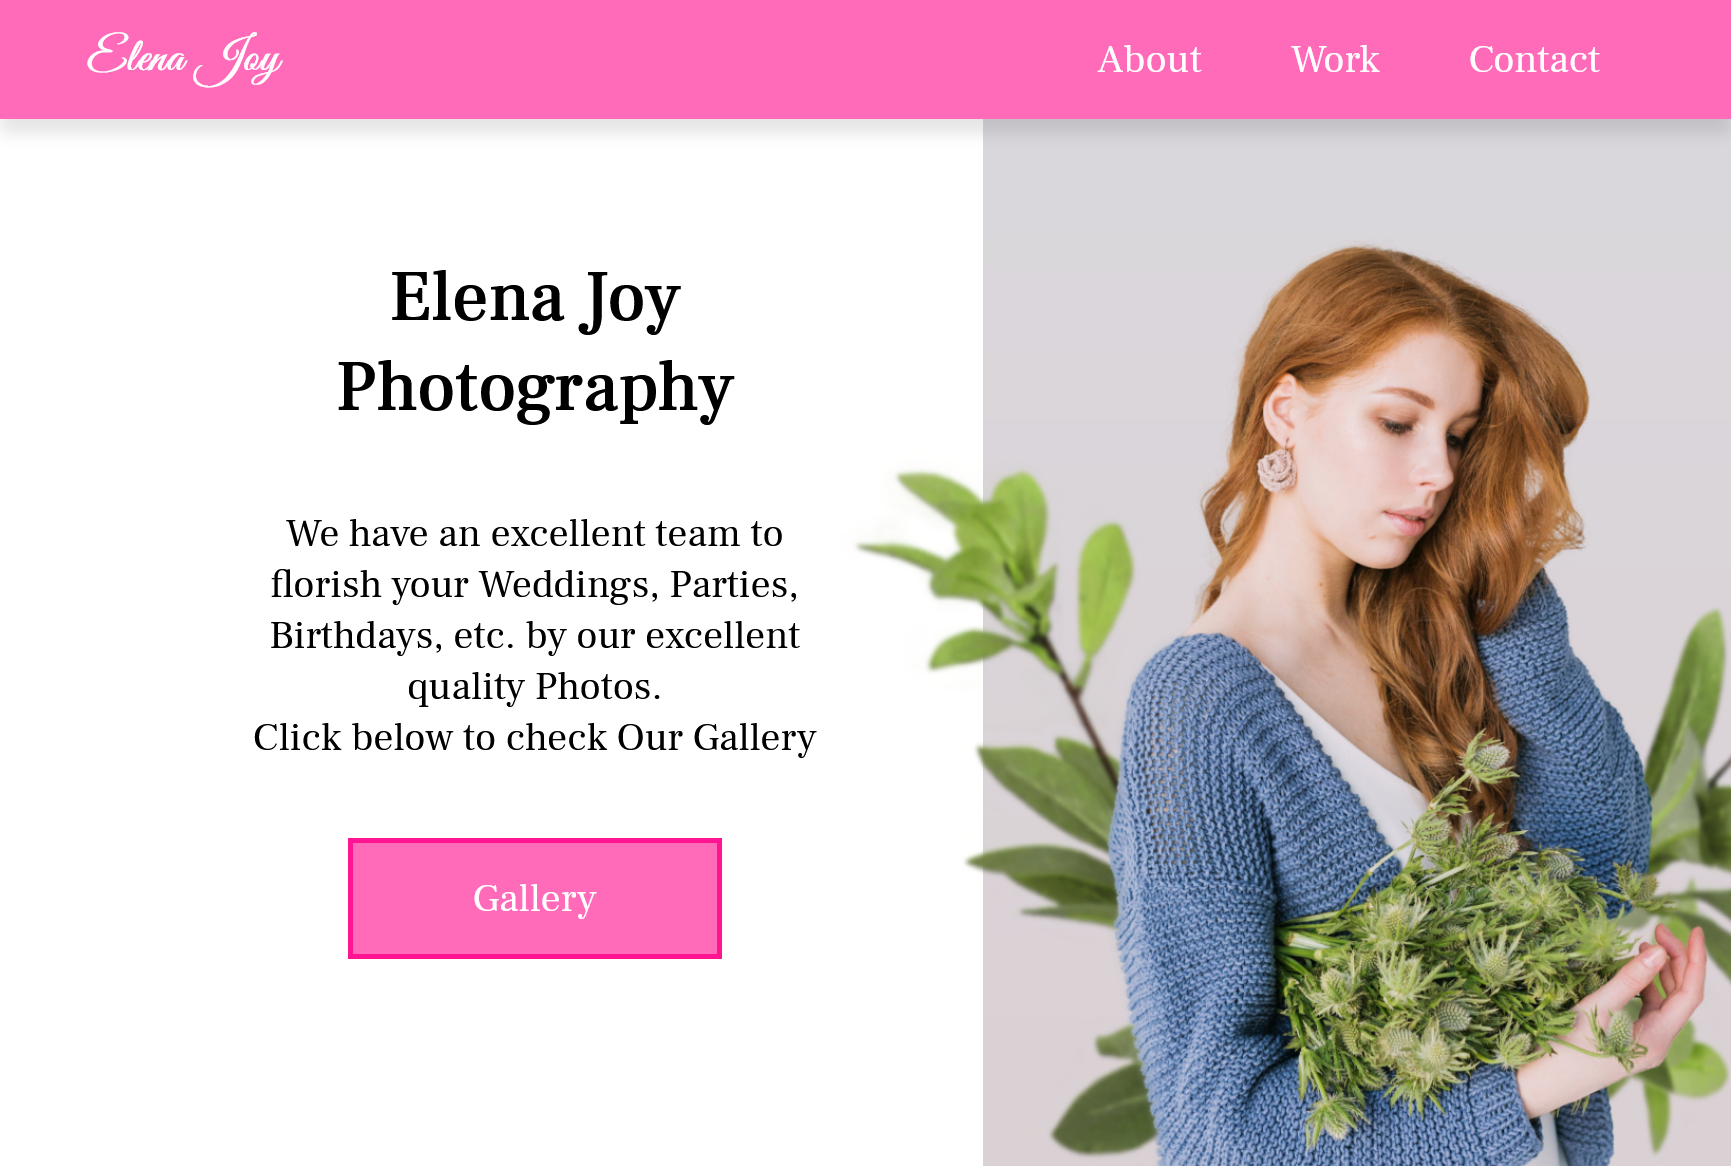 Elena Joy
About Work Contact
Elena Joy
Photography
We have an excellent team to
florish your Weddings, Parties,
Birthdays, etc. by our excellent
quality Photos.
Click below to check Our Gallery
Gallery